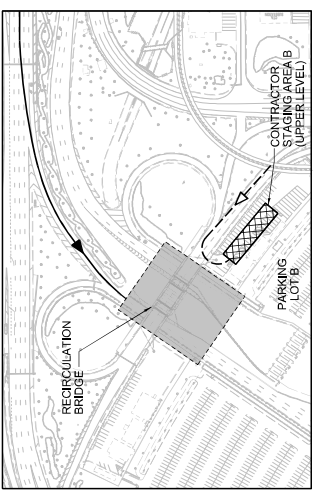 RECIRCULATION
BRIDGE
CONTRACTOR
STAGING AREA B
(UPPER LEVEL)
PARKING
LOT B